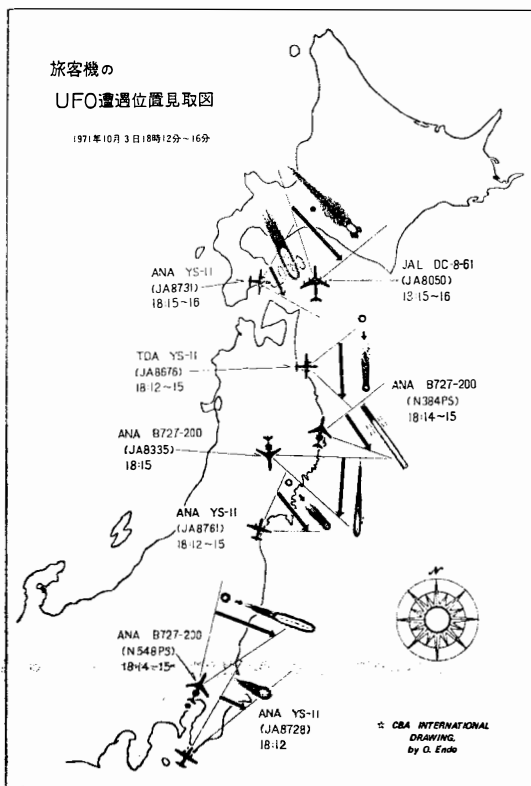 旅客機の
UFO遭遇位置見取図
1971年10月3日18時12分~16分
ANA YS-11
(JA8731)
18:15~16
JAL DC-8-61
(JA8050)
18:15~16
TDA YS-11
(JA8676)
18:12~15
ANA B727-200
(N384PS)
18:14~15
ANA B727-200
(JA8335)
18:15
ANA YS-11
(JA8761)
18:12~15
N
ANA B727-200
(N548PS)
18:14~15
ANA YS-11
(JA8728)
18:12
☆ CBA INTERNATIONAL
DRAWING,
by O. Endo